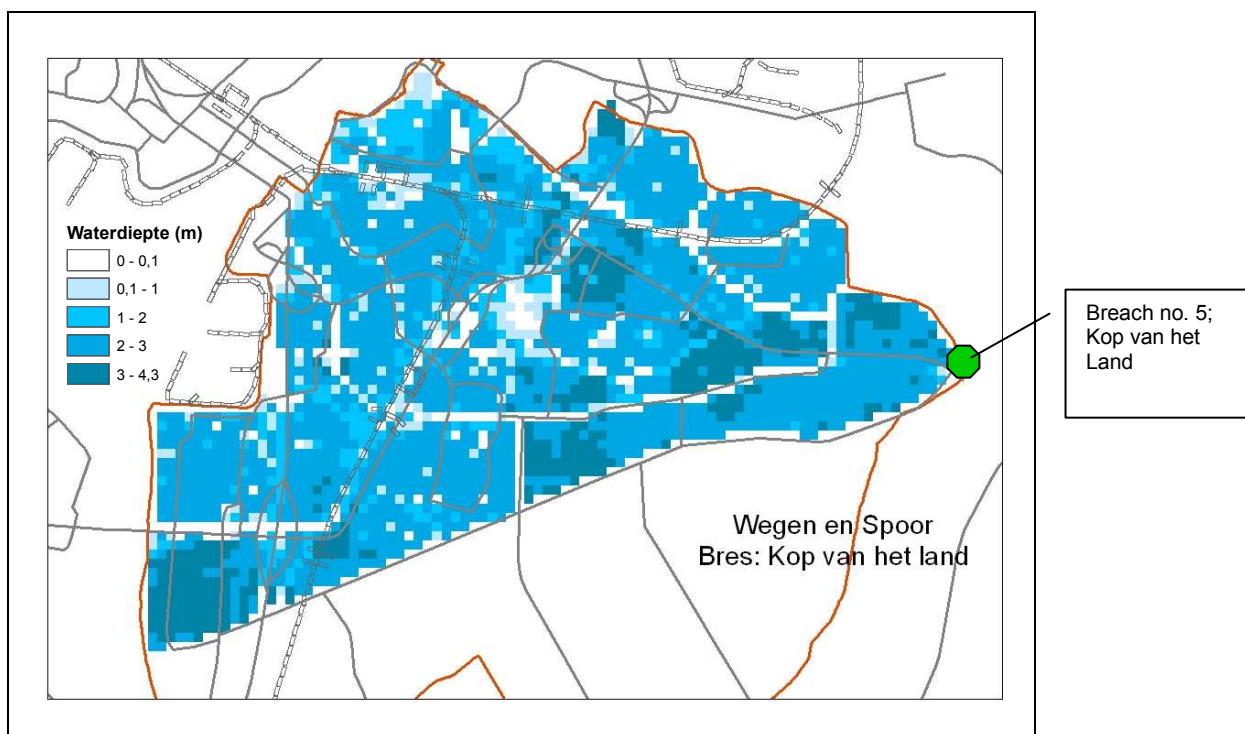 Waterdiepte (m)
0 - 0,1
0,1 - 1
1 - 2
2 - 3
3 - 4,3
Wegen en Spoor
Bres: Kop van het land
Breach no. 5;
Kop van het
Land